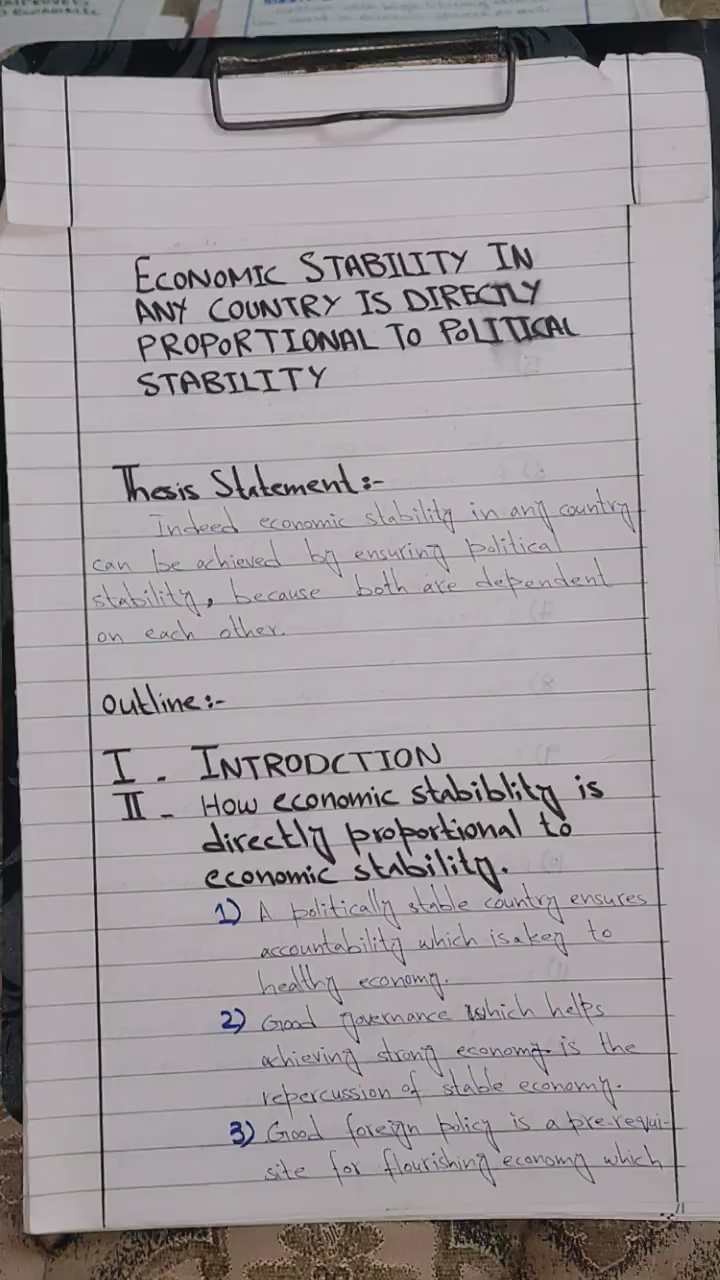 ECONOMIC STABILITY IN
ANY COUNTRY IS DIRECTLY
PROPORTIONAL TO POLITICAL
STABILITY
Thesis Statement:-
Indeed economic stability in any country
can be achieved by ensuring political
stability, because both are dependent
on each other.
Outline:-
I. INTRODCTION
II- How economic stabiblity is
directly proportional to
economic stability.
1) A politically stable country ensures
accountability which is a key to
healthy economy.
2) Good governance which helps
achieving strong economy is the
repercussion of stable economy.
3) Good foreign policy is a pre-requi-
site for flourishing economy which